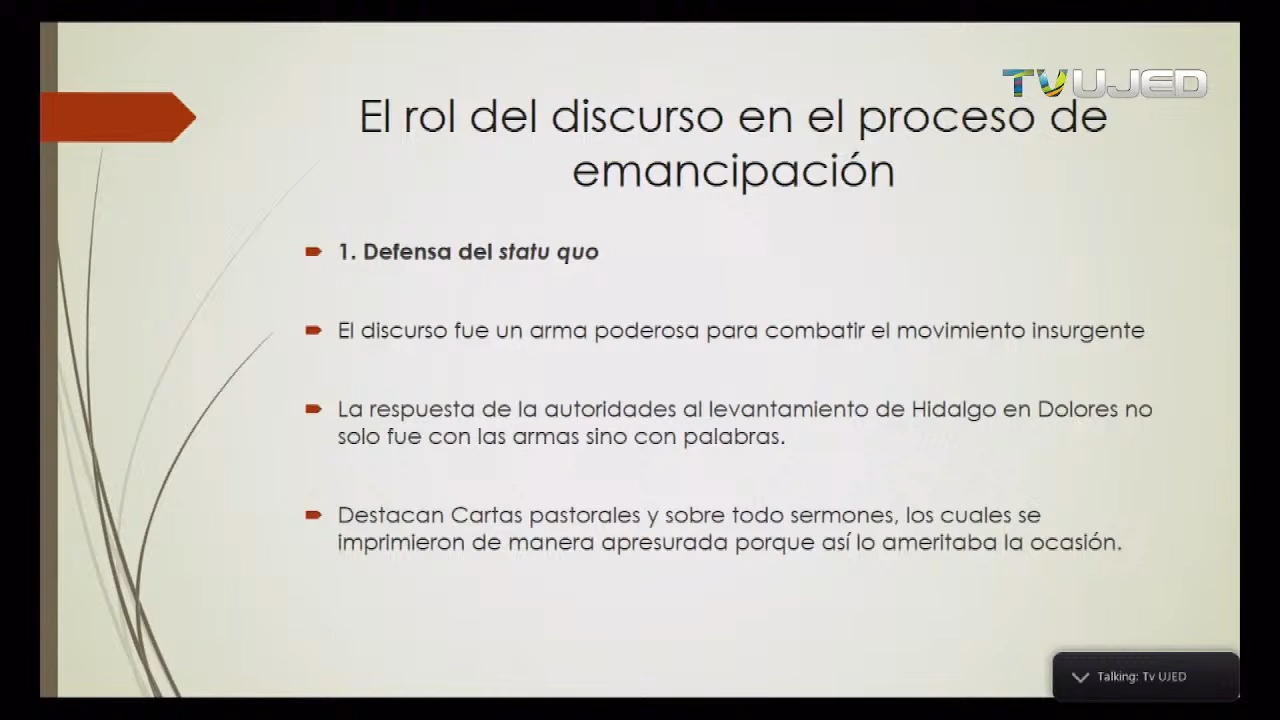 TVUJED
El rol del discurso en el proceso de
emancipación
1. Defensa del statu quo
El discurso fue un arma poderosa para combatir el movimiento insurgente
La respuesta de la autoridades al levantamiento de Hidalgo en Dolores no
solo fue con las armas sino con palabras.
Destacan Cartas pastorales y sobre todo sermones, los cuales se
imprimieron de manera apresurada porque así lo ameritaba la ocasión.
Talking: Tv UJED